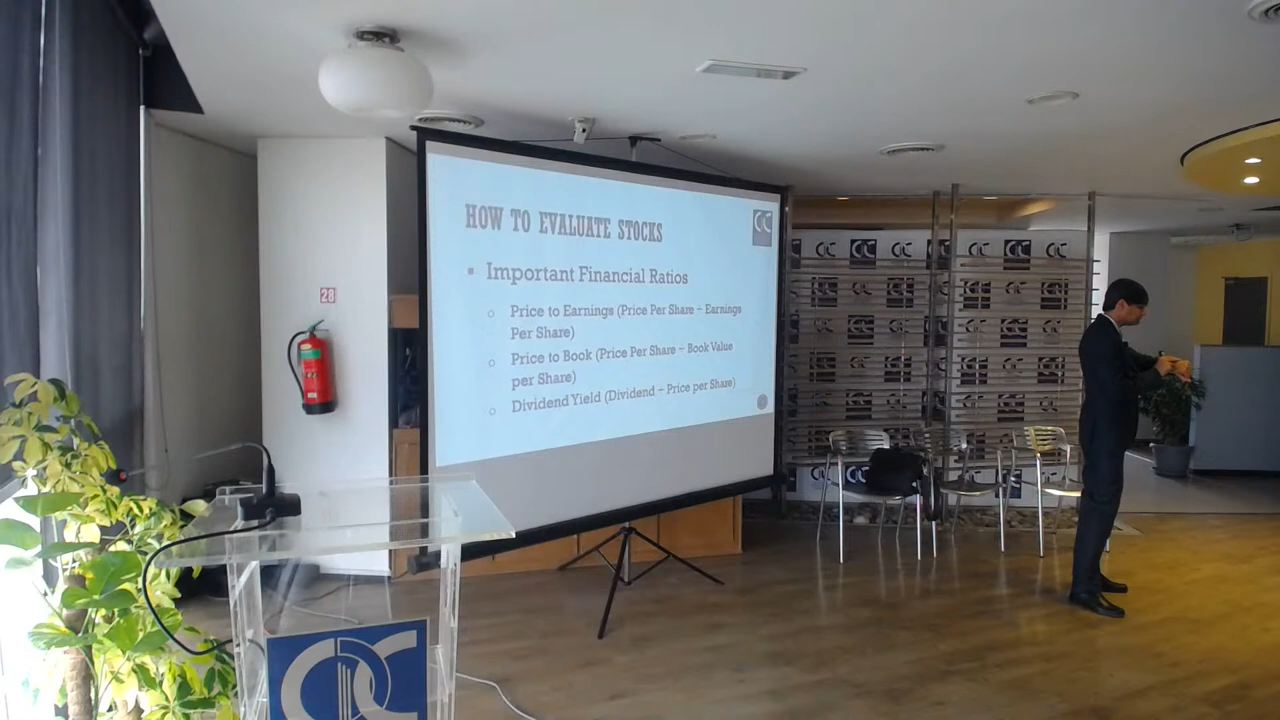 HOW TO EVALUATE STOCKS
Important Financial Ratios
Price to Earnings (Price Per Share – Earnings
Per Share)
Price to Book (Price Per Share – Book Value
per Share)
Dividend Yield (Dividend – Price per Share)
28